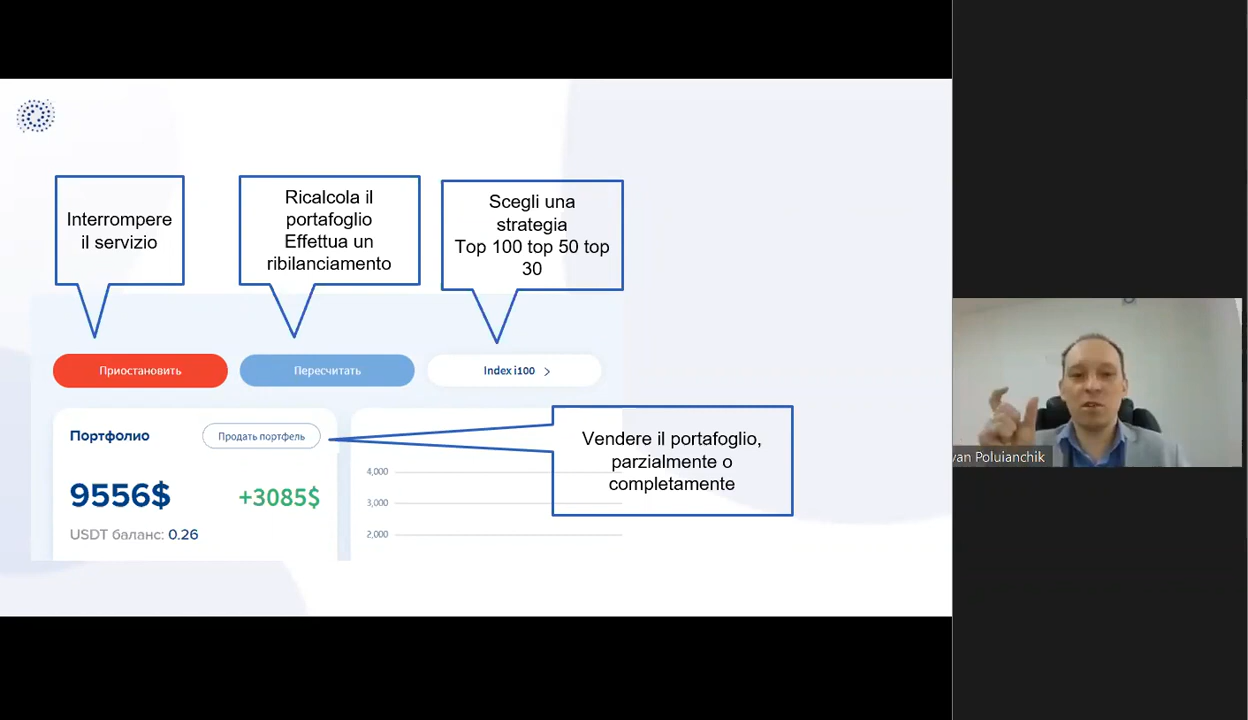 Interrompere
il servizio
Ricalcola il
portafoglio
Effettua un
ribilanciamento
Scegli una
strategia
Top 100 top 50 top
30
Приостановить
Пересчитать
Index i100
Портфолио
Продать портфель
9556$
+3085$
USDT баланс: 0.26
4,000
3,000
2,000
Vendere il portafoglio,
parzialmente o
completamente
van Poluianchik